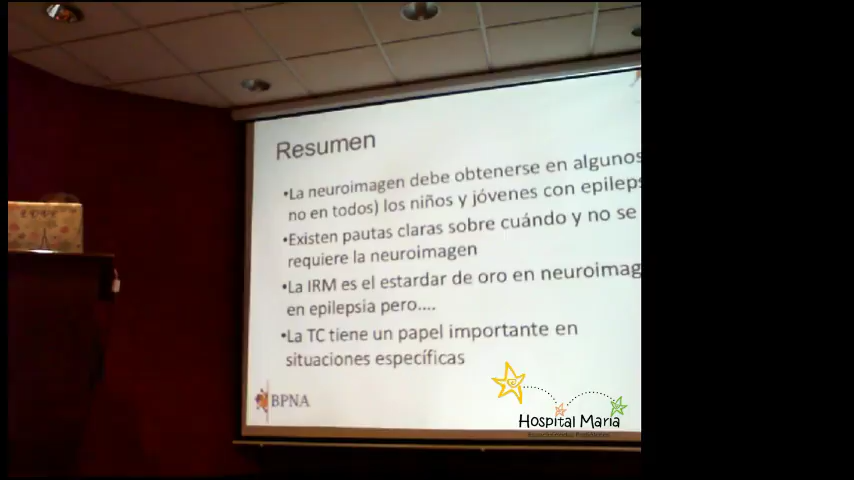 Resumen
•La neuroimagen debe obtenerse en algunos
no en todos) los niños y jóvenes con epileps
•Existen pautas claras sobre cuándo y no se
requiere la neuroimagen
•La IRM es el estardar de oro en neuroimag
en epilepsia pero....
•La TC tiene un papel importante en
situaciones específicas
BPNA
Hospital María